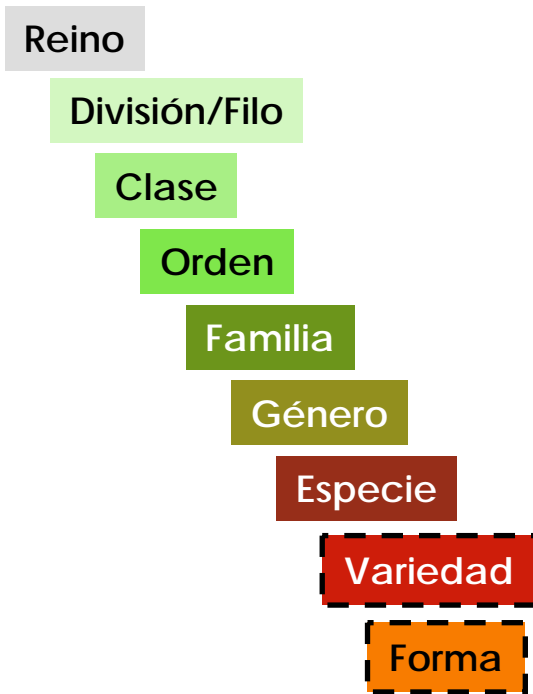 Reino
División/Filo
Clase
Orden
Familia
Género
Especie
Variedad
Forma